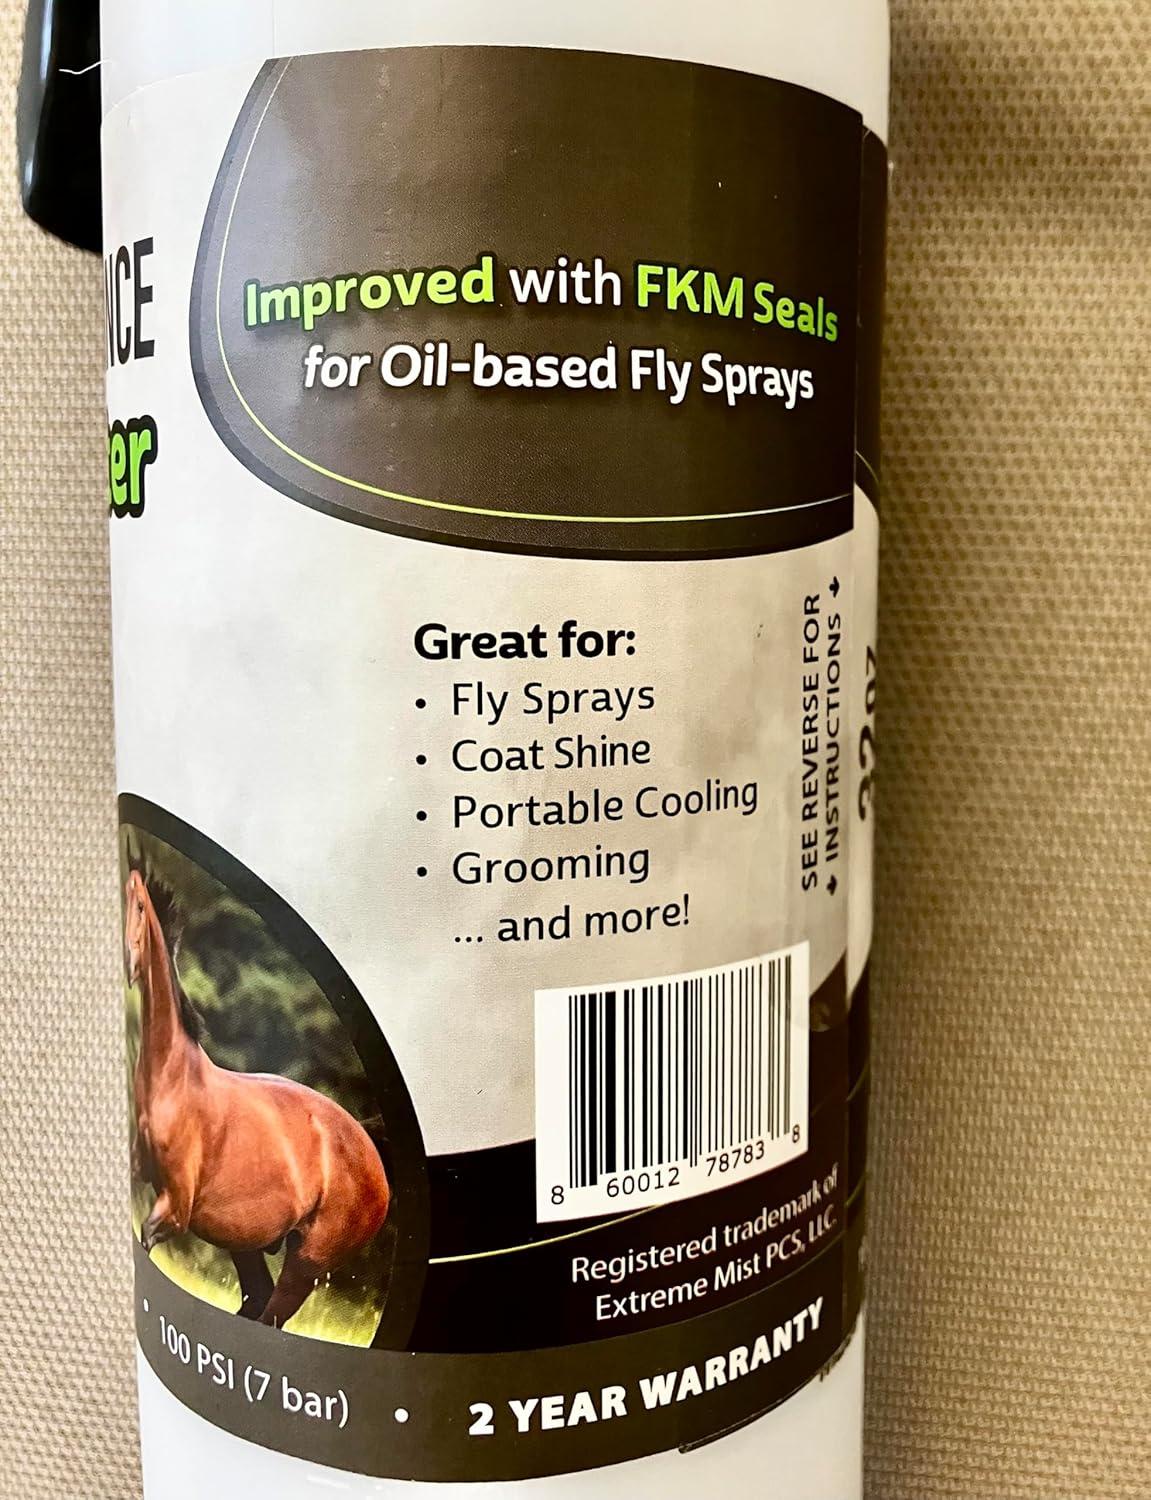 Improved with FKM Seals
for Oil-based Fly Sprays
Great for:
• Fly Sprays
• Coat Shine
• Portable Cooling
• Grooming
... and more!
SEE REVERSE FOR
INSTRUCTIONS
8 60012 78783 8
Registered trademark of
Extreme Mist PCS, LLC.
• 100 PSI (7 bar) • 2 YEAR WARRANTY